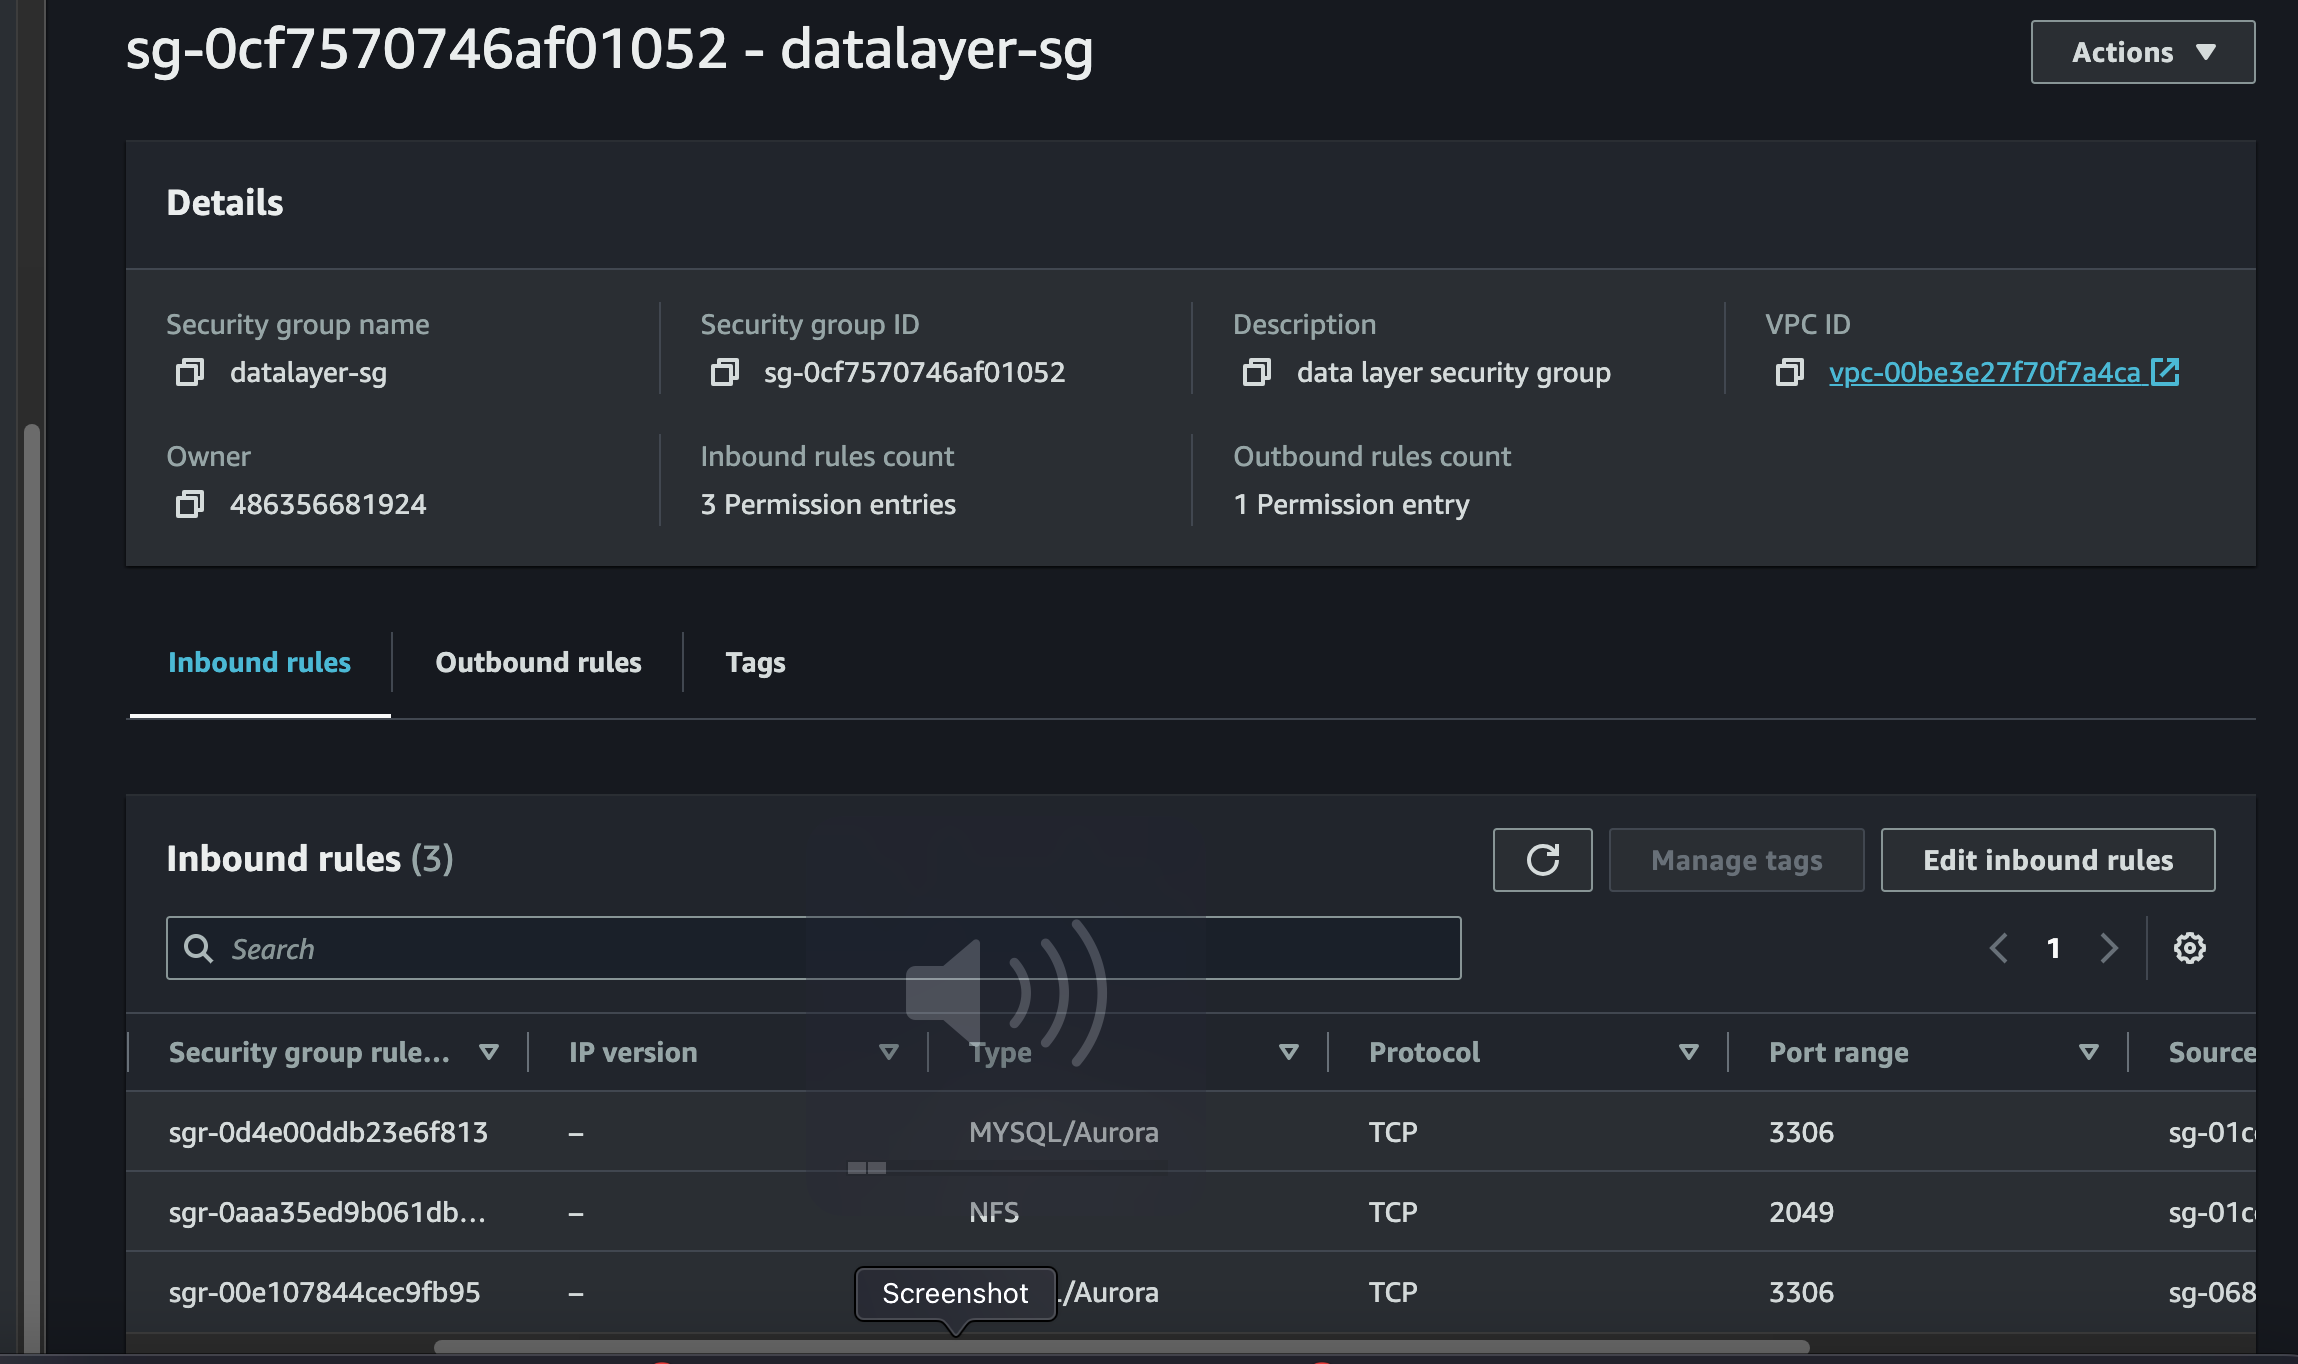 sg-0cf7570746af01052 - datalayer-sg
Actions
Details
Security group name
datalayer-sg
Security group ID
sg-0cf7570746af01052
Description
data layer security group
VPC ID
vpc-00be3e27f70f7a4ca
Owner
486356681924
Inbound rules count
3 Permission entries
Outbound rules count
1 Permission entry
Inbound rules
Outbound rules
Tags
Inbound rules (3)
Manage tags
Edit inbound rules
Search
1
Security group rule... IP version Type Protocol Port range Source
sgr-0d4e00ddb23e6f813 – MYSQL/Aurora TCP 3306 sg-01c
sgr-0aaa35ed9b061db... – NFS TCP 2049 sg-01c
sgr-00e107844cec9fb95 – /Aurora TCP 3306 sg-068
Screenshot